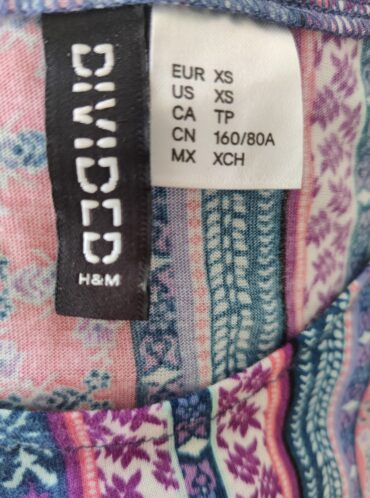 DIVIDED
H&M
EUR XS
US XS
CA TP
CN 160/80A
MX XCH